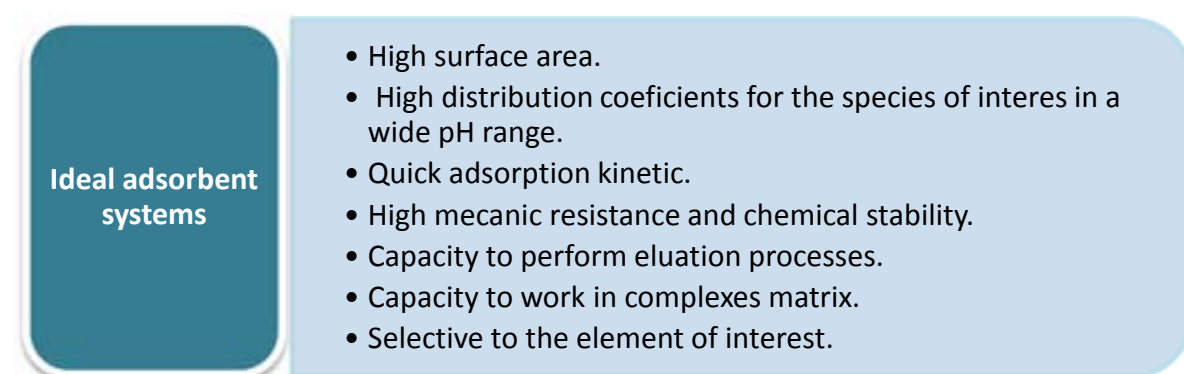 Ideal adsorbent
systems
• High surface area.
• High distribution coeficients for the species of interes in a
wide pH range.
• Quick adsorption kinetic.
• High mecanic resistance and chemical stability.
• Capacity to perform eluation processes.
• Capacity to work in complexes matrix.
• Selective to the element of interest.